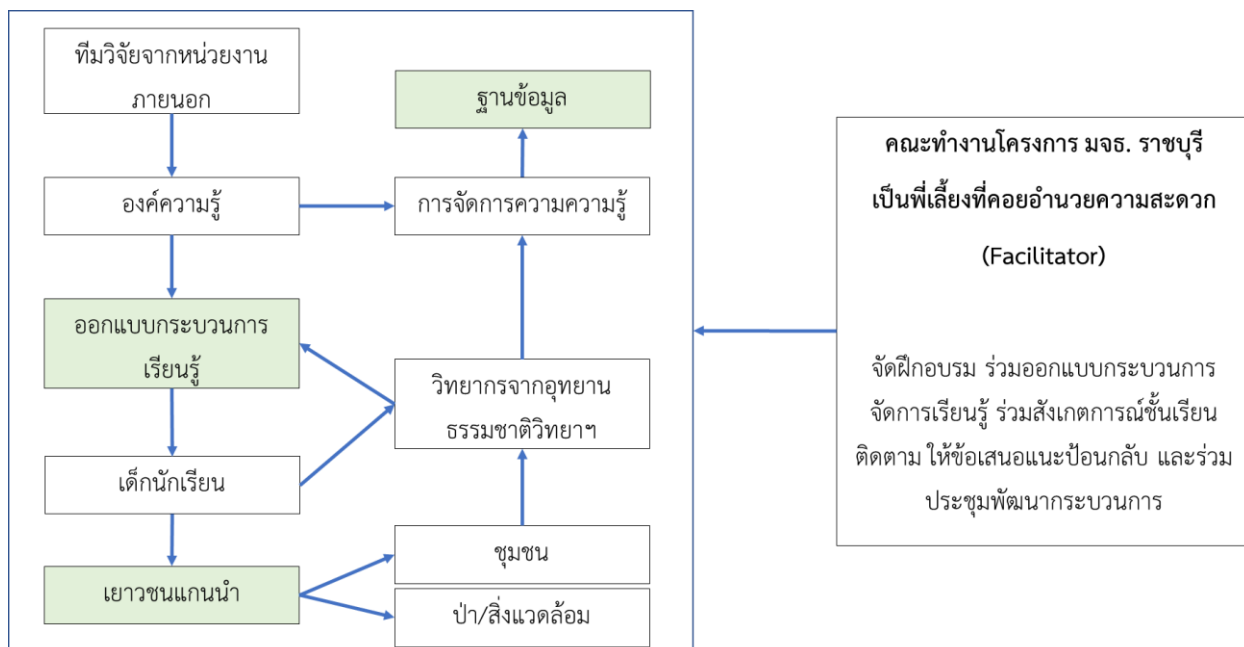 ทีมวิจัยจากหน่วยงาน
ภายนอก
ฐานข้อมูล
องค์ความรู้
การจัดการความความรู้
ออกแบบกระบวนการ
เรียนรู้
วิทยากรจากอุทยาน
ธรรมชาติวิทยาฯ
เด็กนักเรียน
ชุมชน
เยาวชนแกนนำ
ป่า/สิ่งแวดล้อม
คณะทำงานโครงการ มจธ. ราชบุรี
เป็นพี่เลี้ยงที่คอยอำนวยความสะดวก
(Facilitator)
จัดฝึกอบรม ร่วมออกแบบกระบวนการ
จัดการเรียนรู้ ร่วมสังเกตการณ์ชั้นเรียน
ติดตาม ให้ข้อเสนอแนะป้อนกลับ และร่วม
ประชุมพัฒนากระบวนการ